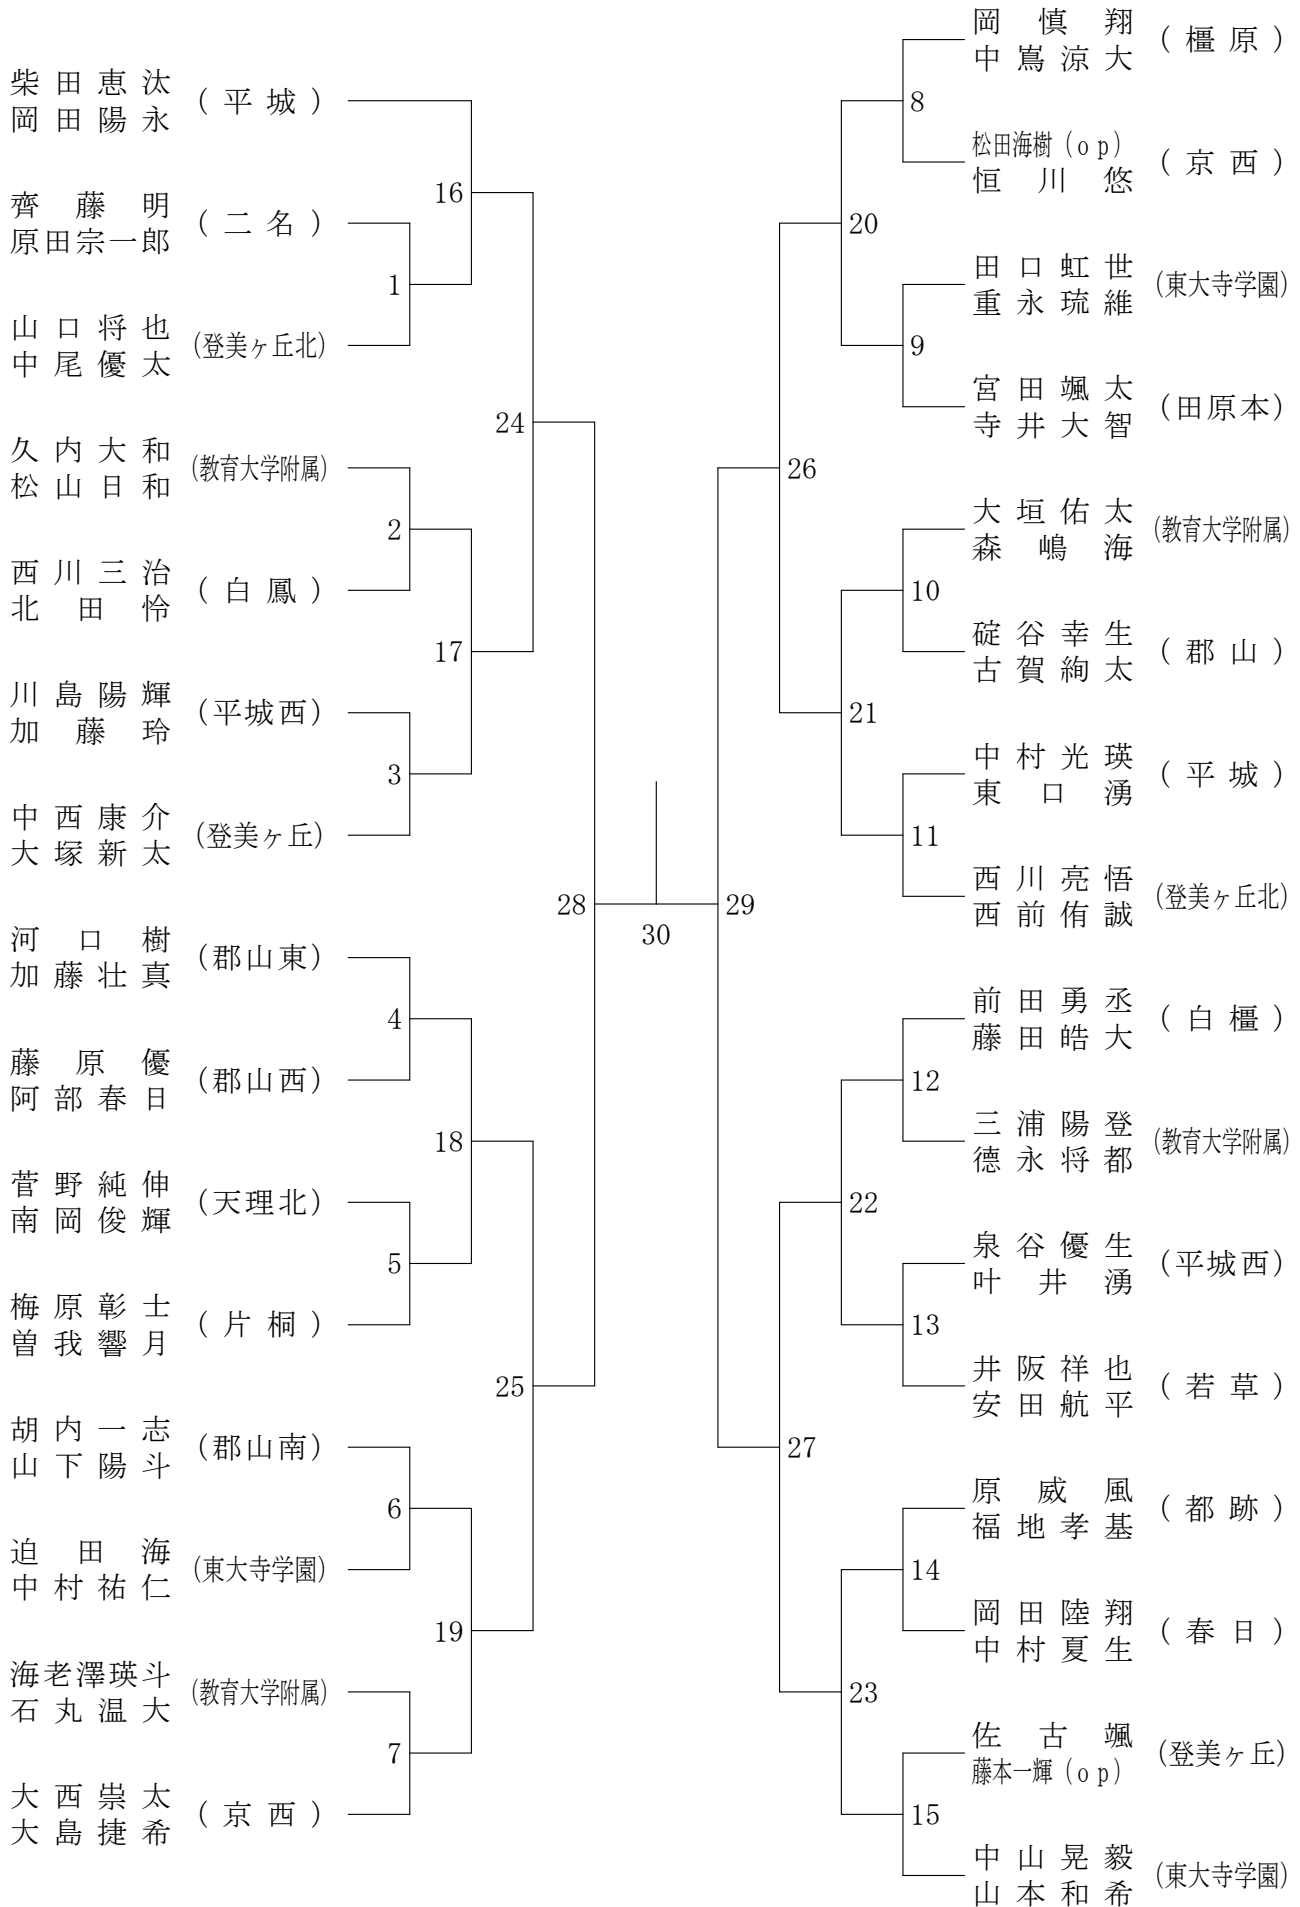 柴田恵汰
岡田陽永
(平城)
齊藤明
原田宗一郎
(二名)
山口将也
中尾優太
(登美ヶ丘北)
久内大和
松山日和
(教育大学附属)
西川三治
北田怜
(白鳳)
川島陽輝
加藤玲
(平城西)
中西康介
大塚新太
(登美ヶ丘)
河口樹
加藤壮真
(郡山東)
藤原優
阿部春日
(郡山西)
菅野純伸
南岡俊輝
(天理北)
梅原彰士
曽我響月
(片桐)
胡内一志
山下陽斗
(郡山南)
迫田海
中村祐仁
(東大寺学園)
海老澤瑛斗
石丸温大
(教育大学附属)
大西崇太
大島捷希
(京西)
1
2
3
4
5
6
7
16
17
18
19
24
25
28
30
29
26
27
20
21
22
23
8
9
10
11
12
13
14
15
岡慎翔
中嶌涼大
(橿原)
松田海樹(op)
恒川悠
(京西)
田口虹世
重永琉維
(東大寺学園)
宮田颯太
寺井大智
(田原本)
大垣佑太
森嶋海
(教育大学附属)
碇谷幸生
古賀絢太
(郡山)
中村光瑛
東口湧
(平城)
西川亮悟
西前侑誠
(登美ヶ丘北)
前田勇丞
藤田皓大
(白橿)
三浦陽登
德永将都
(教育大学附属)
泉谷優生
叶井湧
(平城西)
井阪祥也
安田航平
(若草)
原威風
福地孝基
(都跡)
岡田陸翔
中村夏生
(春日)
佐古颯
藤本一輝(op)
(登美ヶ丘)
中山晃毅
山本和希
(東大寺学園)